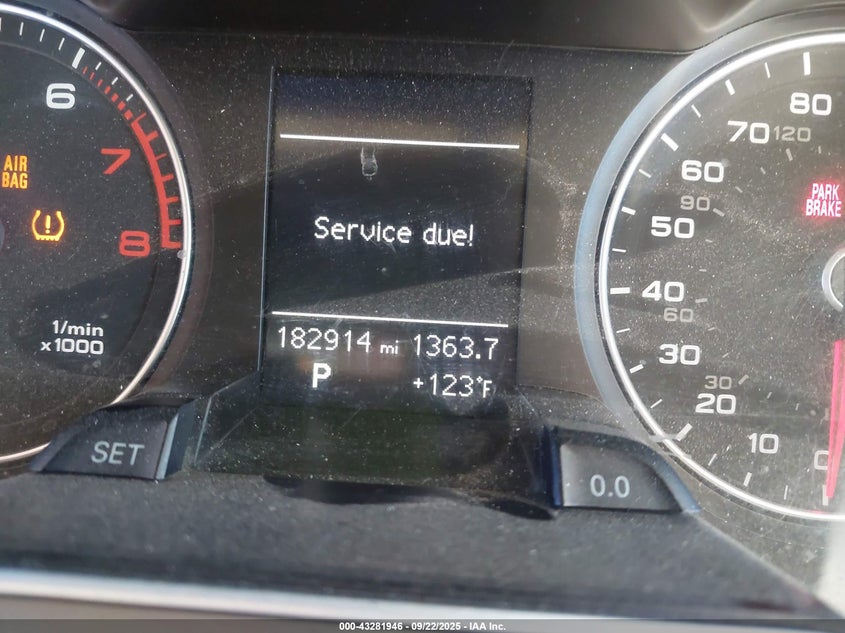 6
7
8
AIR
BAG
1/min
x1000
SET
Service due!
182914 mi 1363.7
P
+123°F
0.0
80
70 120
60
90
50
40
60
30
30
20
10
0
PARK
BRAKE
000-43281946 - 09/22/2025 - IAA Inc.